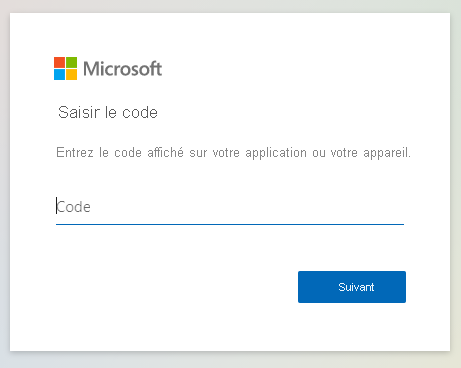 Microsoft
Saisir le code
Entrez le code affiché sur votre application ou votre appareil.
Code
Suivant